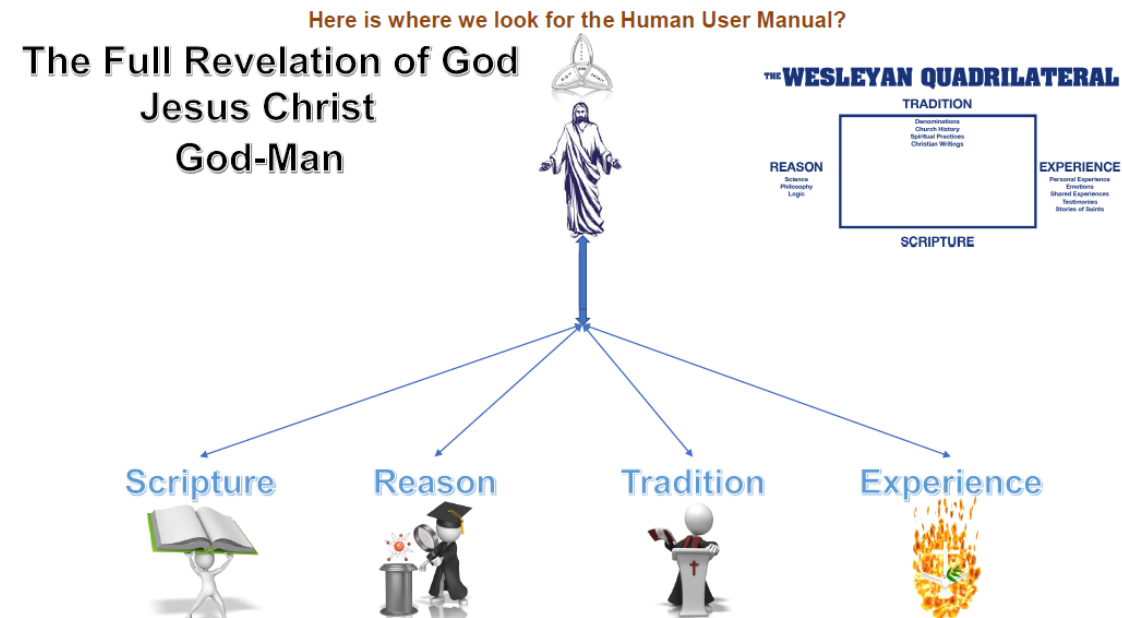 Here is where we look for the Human User Manual?
The Full Revelation of God
Jesus Christ
God-Man
GOD
SPIRIT
THE WESLEYAN QUADRILATERAL
TRADITION
Denominations
Church History
Spiritual Practices
Christian Writings
REASON
Science
Philosophy
Logic
EXPERIENCE
Personal Experience
Emotions
Shared Experiences
Testimonies
Stories of Saints
SCRIPTURE
Scripture
Reason
Tradition
Experience